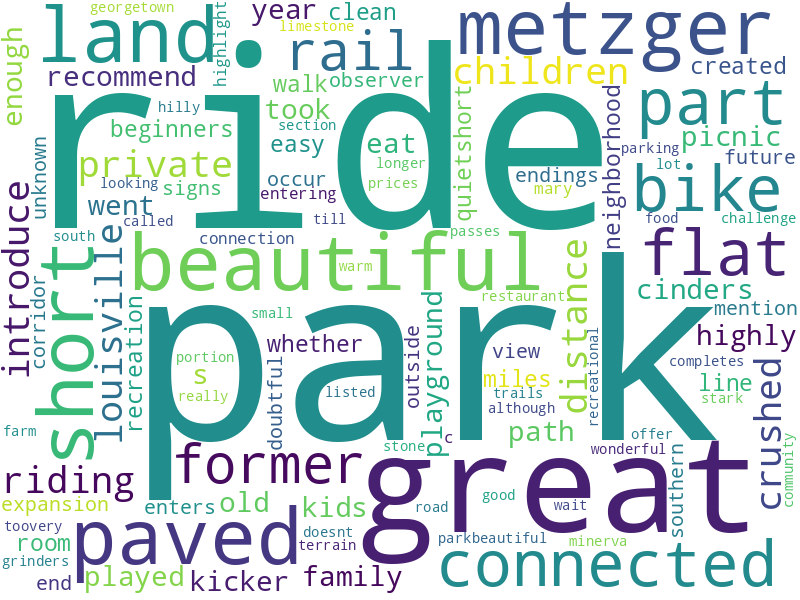 georgetown
limestone
highlight
year
clean
land
rail
metzger
children
created
enough
recommend
walk
observer
ride
took
part
hilly
beginners
section
easy
eat
longer
picnic
parking
lot
future
private
looking
signs
prices
occur
entering
endings
mary
neighborhood
bike
unknown
went
called
till
quietshort
food
challenge
introduce
south
connection
passes
flat
short
louisville
corridor
recreation
beautiful
warm
distance
cinders
mention
park
small
restaurant
playground
outside
whether
view
recreational
highly
portion
s
really
doubtful
listed
miles
trails
completes
line
stark
although
path
crushed
farm
former
stone
c
great
wonderful
offer
community
riding
enters
old
kids
road
good
wait
southern
expansion
toovery
paved
room
grinders
doesnt
terrain
parkbeautiful
minerva
connected
end
played
kicker
family